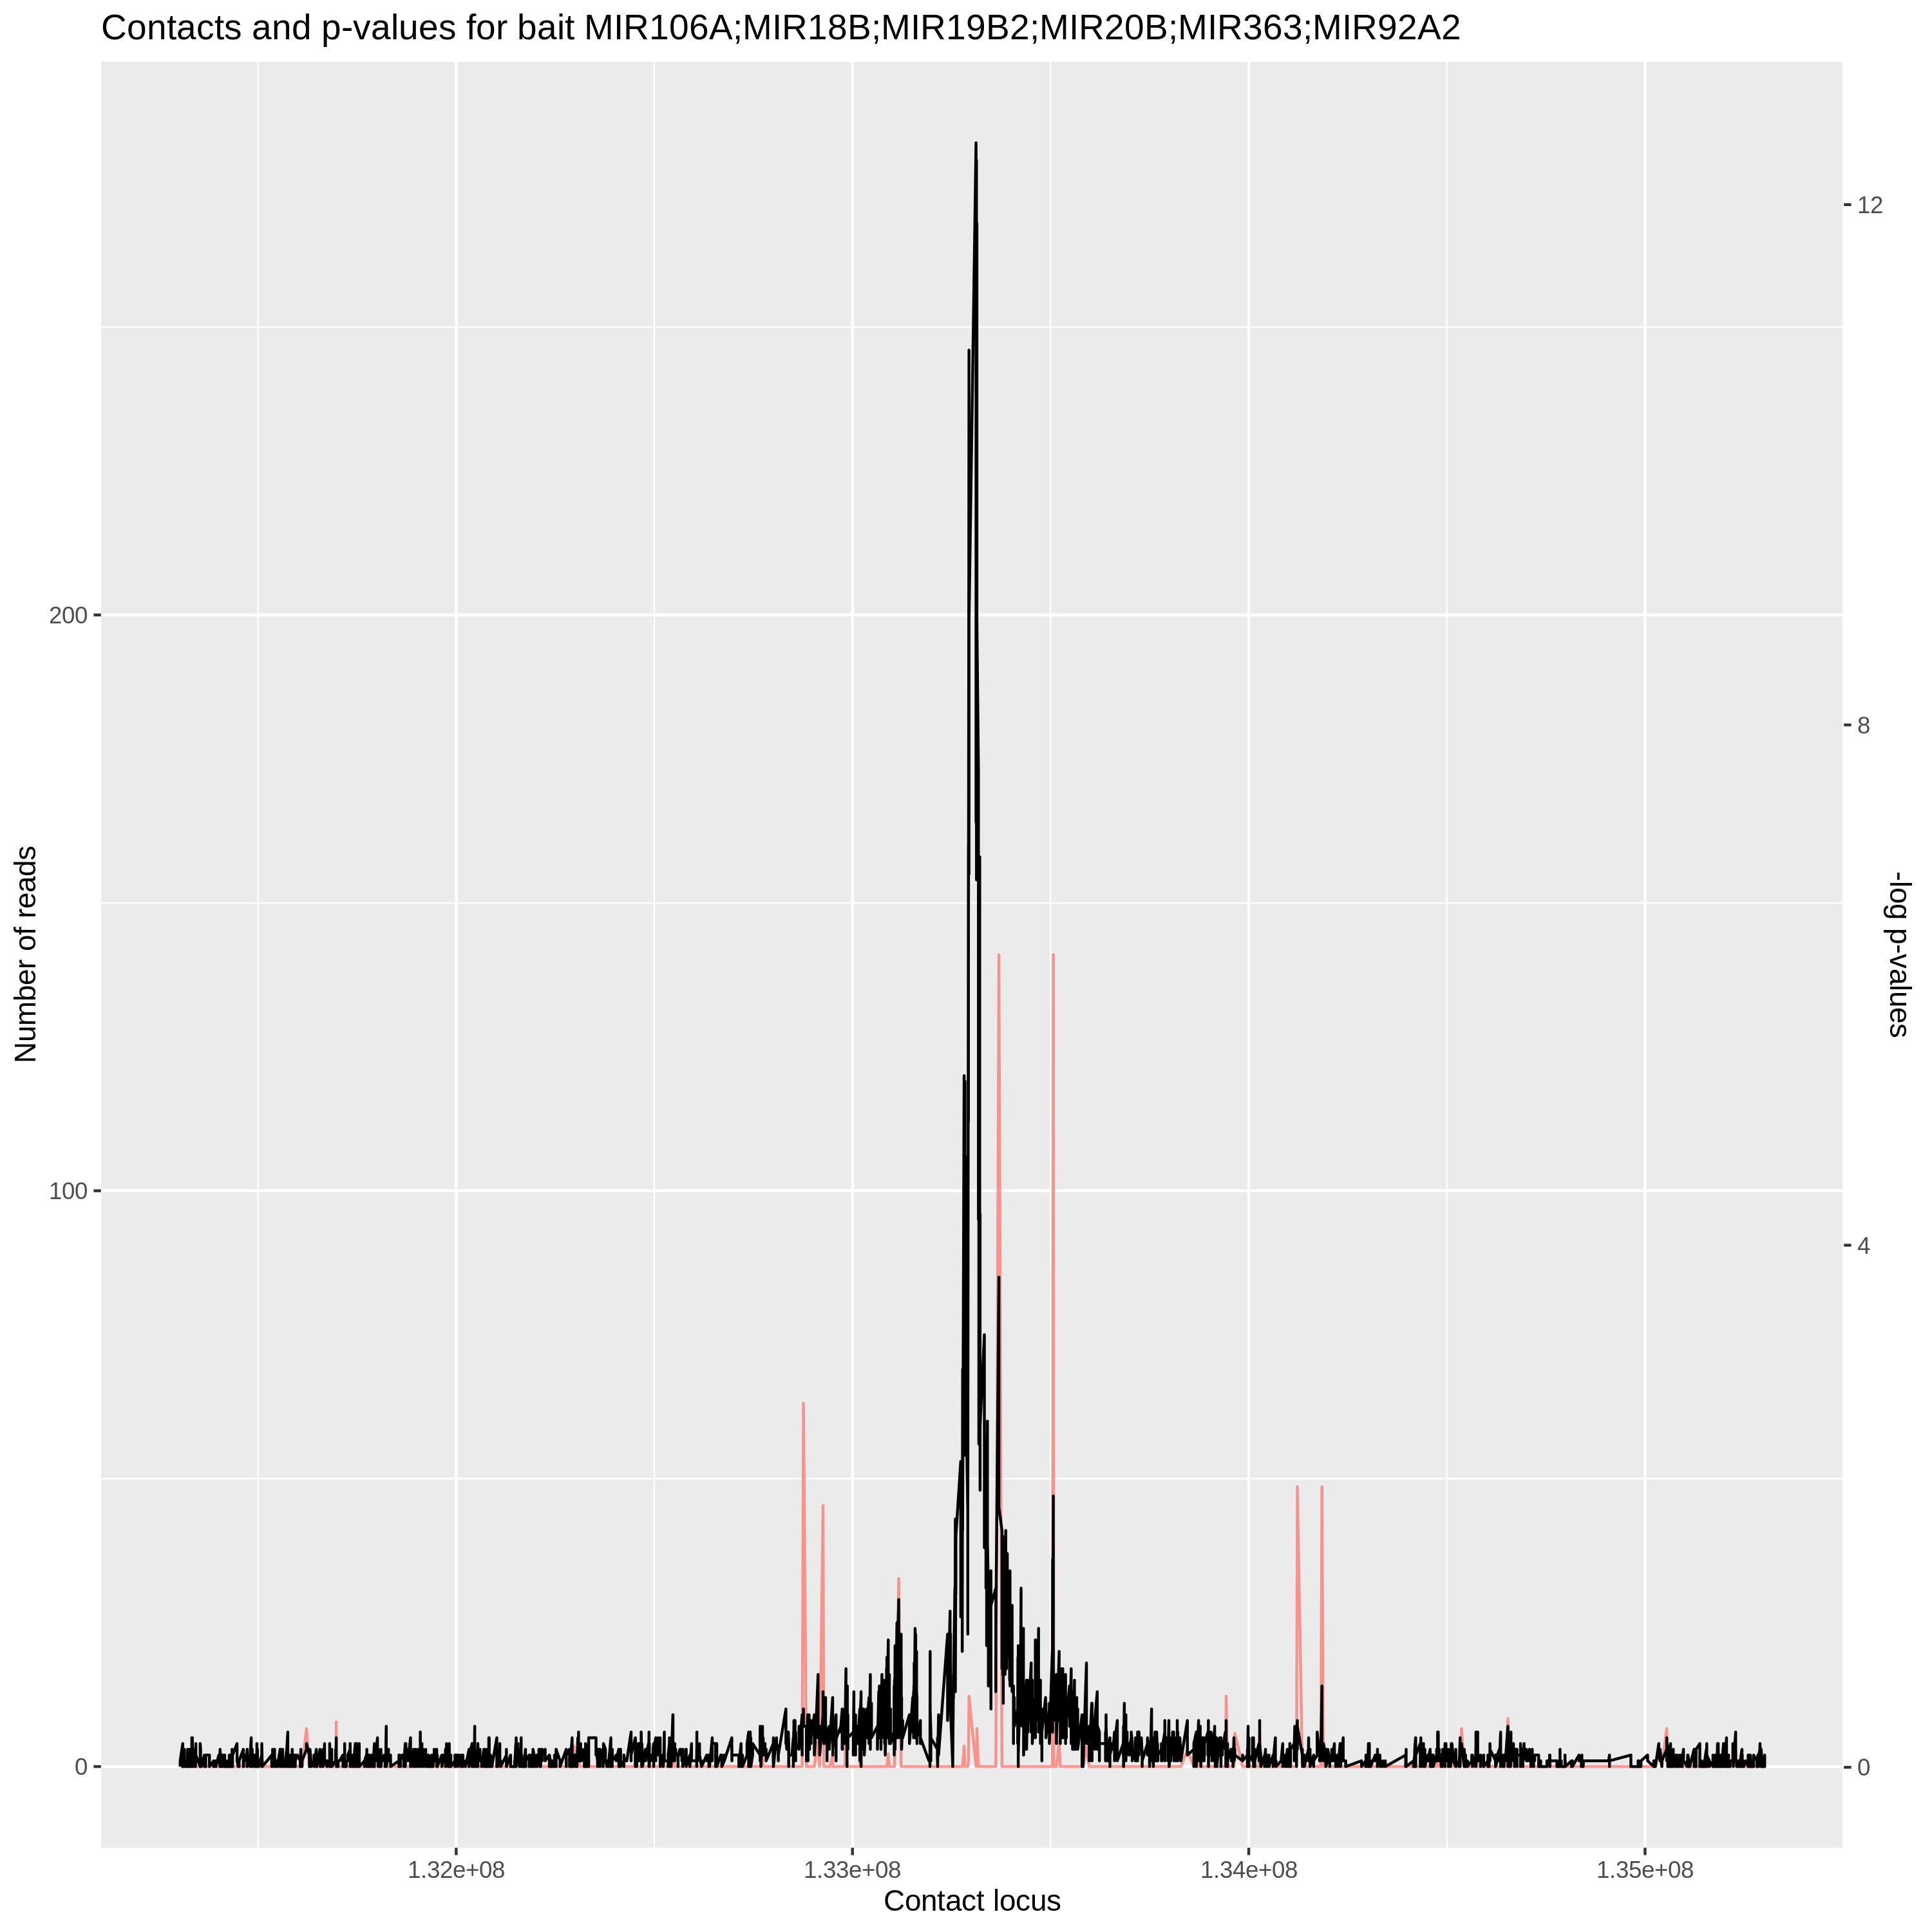 Contacts and p-values for bait MIR106A;MIR18B;MIR19B2;MIR20B;MIR363;MIR92A2
Number of reads
200
100
0
12
8
4
0
-log p-values
1.32e+08
1.33e+08
1.34e+08
1.35e+08
Contact locus